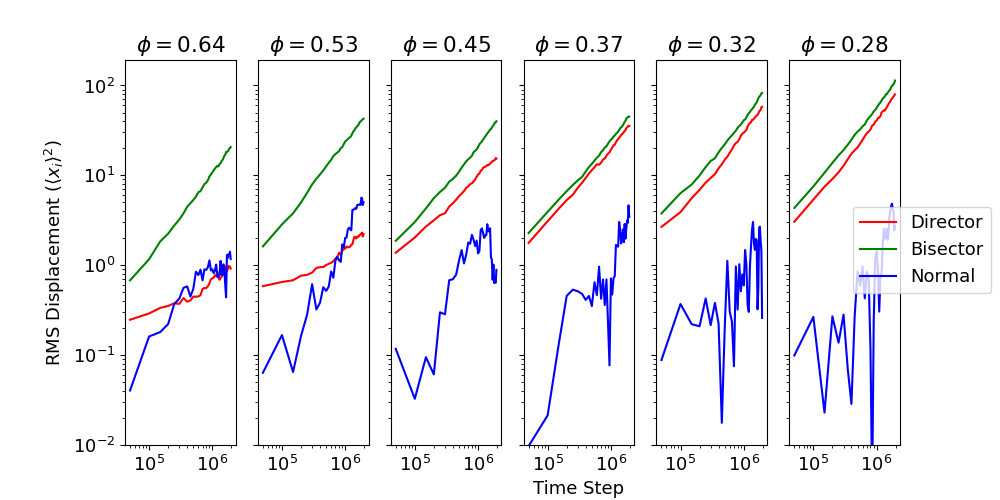 ϕ = 0.64 ϕ = 0.53 ϕ = 0.45 ϕ = 0.37 ϕ = 0.32 ϕ = 0.28
RMS Displacement (⟨x_i⟩²)
10²
10¹
10⁰
10⁻¹
10⁻²
Director
Bisector
Normal
10⁵ 10⁶ 10⁵ 10⁶ 10⁵ 10⁶ 10⁵ 10⁶ 10⁵ 10⁶ 10⁵ 10⁶
Time Step